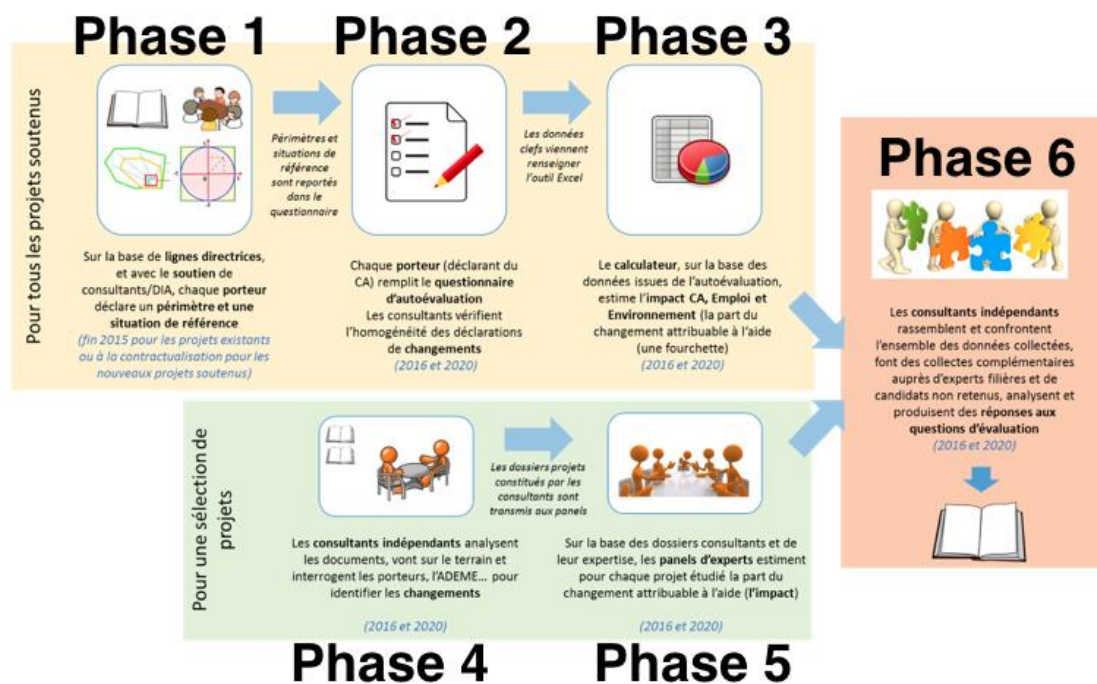 Phase 1
Phase 2
Phase 3
Pour tous les projets soutenus
Sur la base de lignes directrices,
et avec le soutien de
consultants/DIA, chaque porteur
déclare un périmètre et une
situation de référence
(fin 2015 pour les projets existants
ou à la contractualisation pour les
nouveaux projets soutenus)
Périmètres et
situations de
référence
sont reportés
dans le
questionnaire
Chaque porteur (déclarant du
CA) remplit le questionnaire
d'autoévaluation
Les consultants vérifient
l'homogénéité des déclarations
de changements
(2016 et 2020)
Les données
clefs viennent
renseigner
l'outil Excel
Le calculateur, sur la base des
données issues de l'autoévaluation,
estime l'impact CA, Emploi et
Environnement (la part du
changement attribuable à l'aide
(une fourchette)
(2016 et 2020)
Pour une sélection de
projets
Les consultants indépendants analysent
les documents, vont sur le terrain et
interrogent les porteurs, l'ADEME... pour
identifier les changements
(2016 et 2020)
Phase 4
Les dossiers projets
constitués par les
consultants sont
transmis aux panels
Sur la base des dossiers consultants et de
leur expertise, les panels d'experts estiment
pour chaque projet étudié la part du
changement attribuable à l'aide (l'impact)
(2016 et 2020)
Phase 5
Phase 6
Les consultants indépendants
rassemblent et confrontent
l'ensemble des données collectées,
font des collectes complémentaires
auprès d'experts filières et de
candidats non retenus, analysent et
produisent des réponses aux
questions d'évaluation
(2016 et 2020)